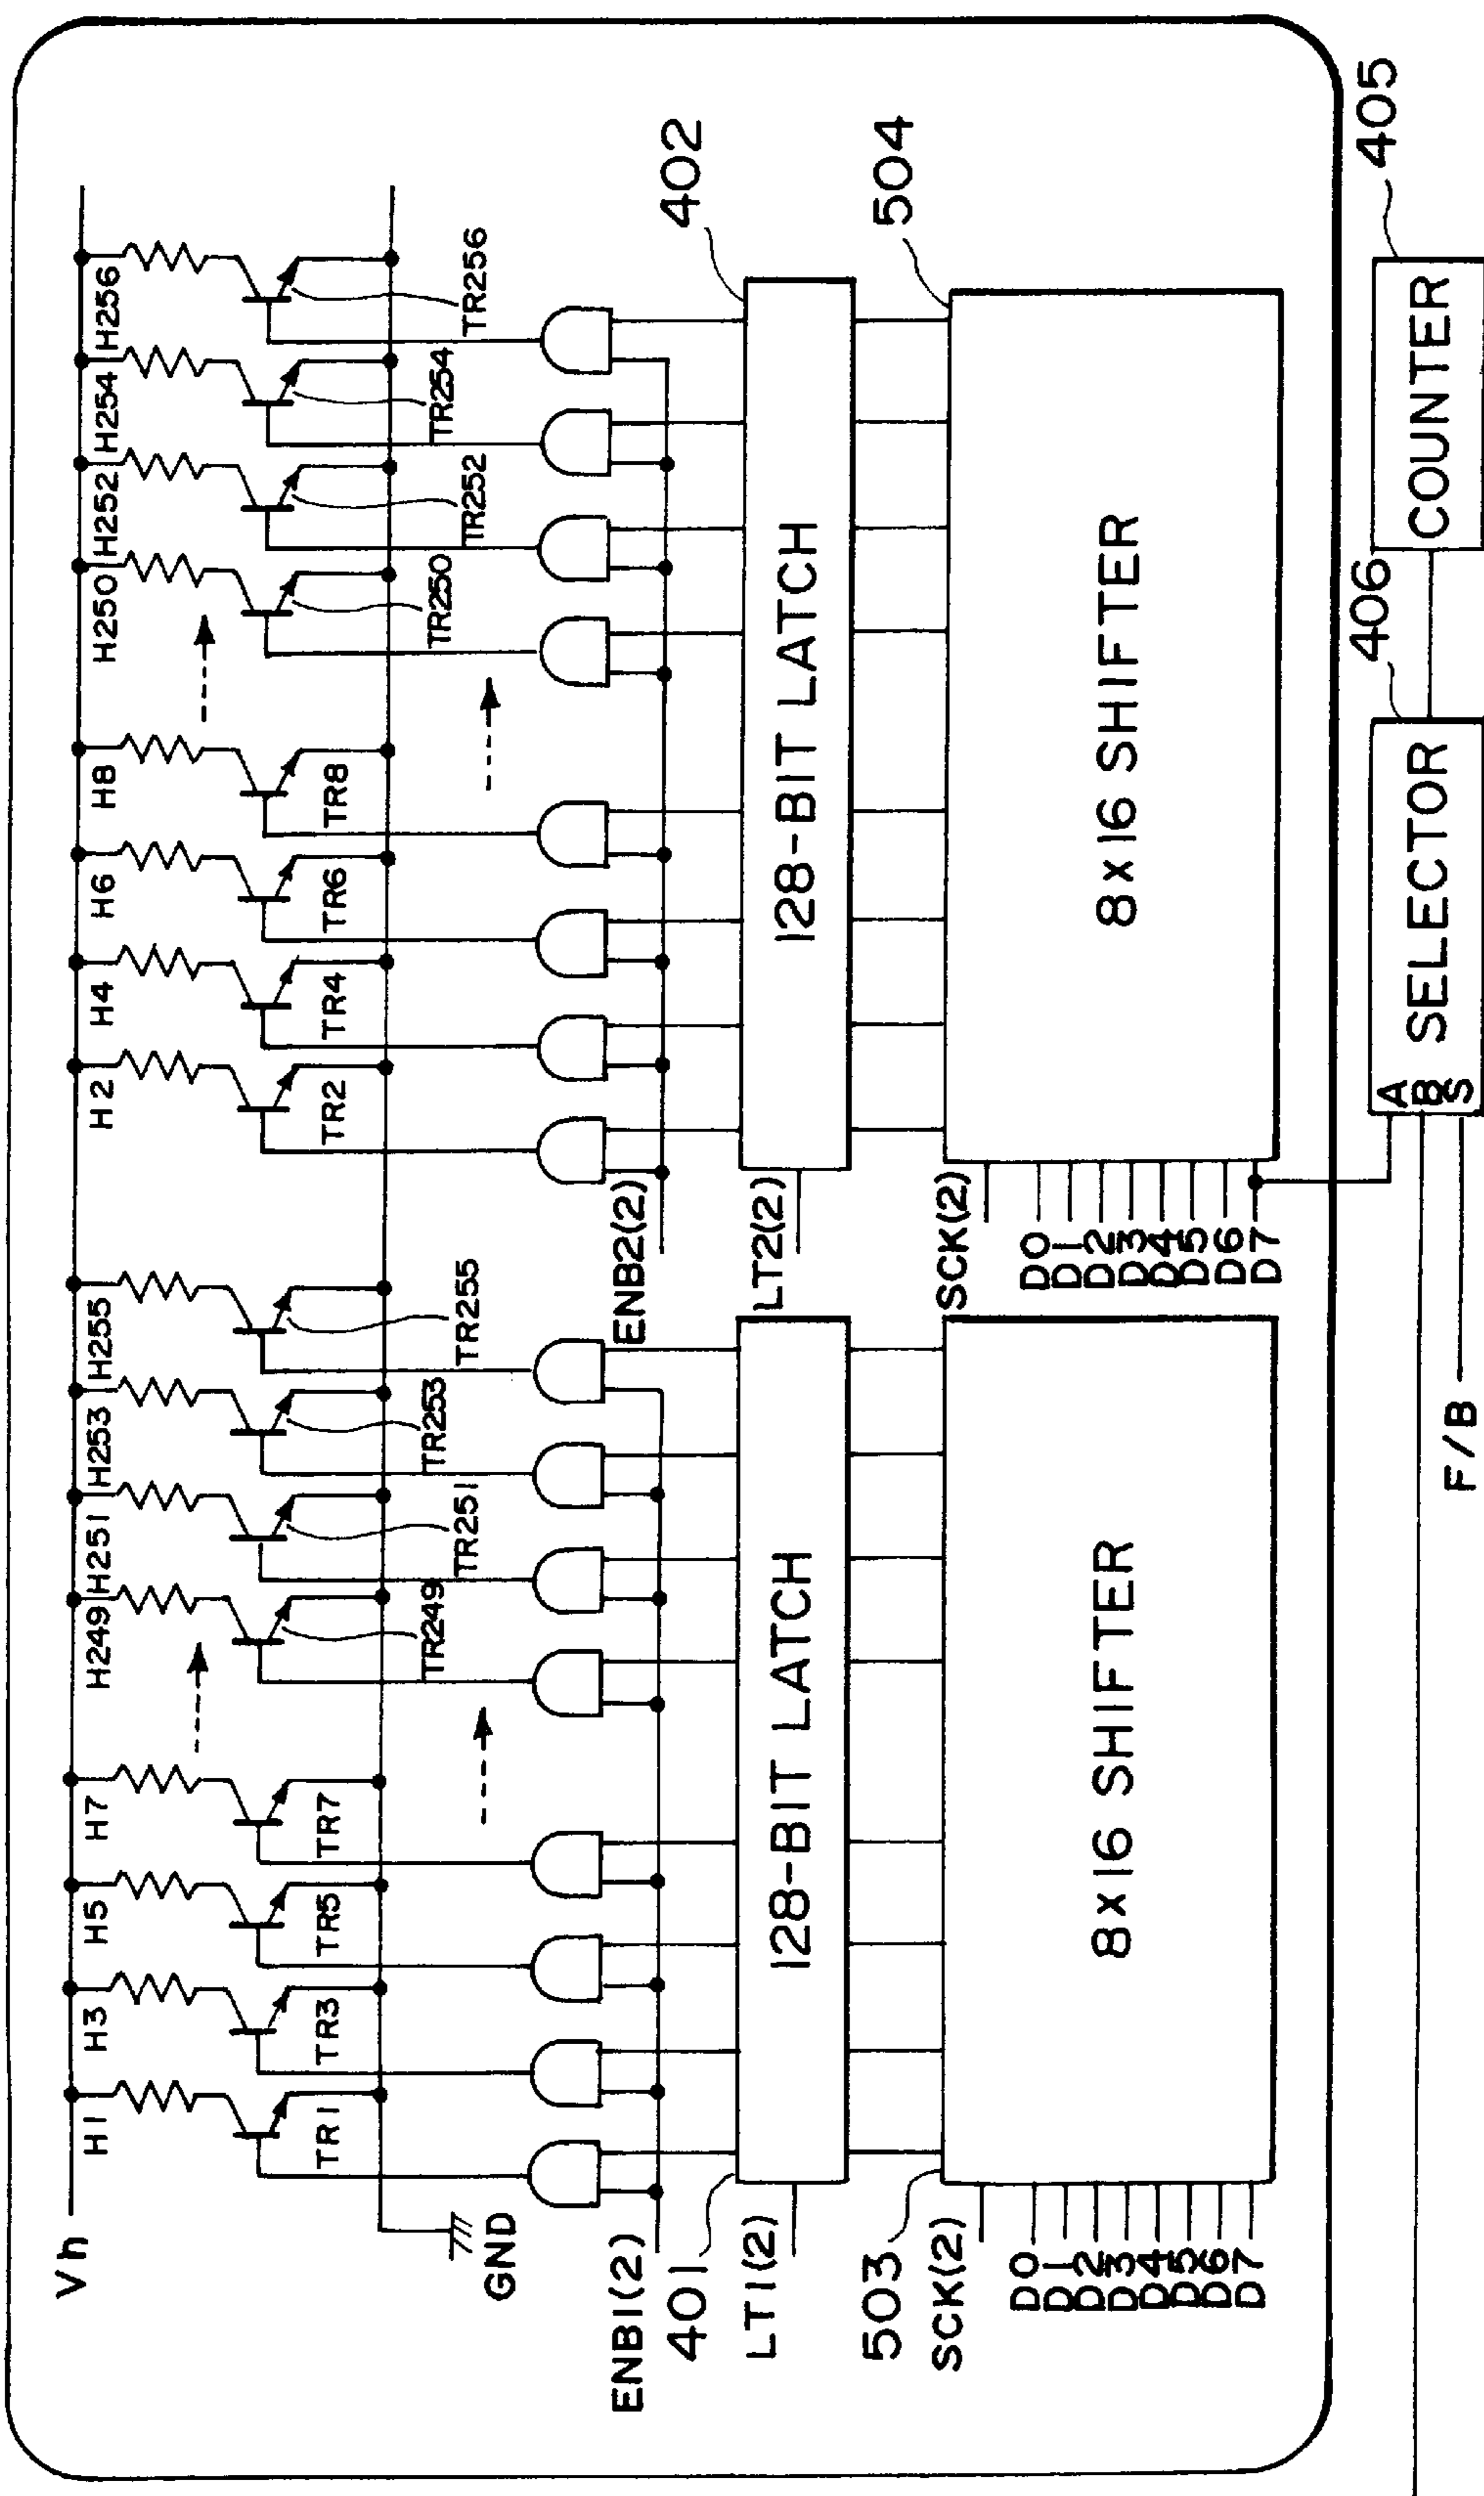 Vh
H1
H3
H5
H7
H249
H251
H253
H255
H2
H4
H6
H8
H250
H252
H254
H256
TR1
TR3
TR5
TR7
TR249
TR251
TR253
TR255
TR2
TR4
TR6
TR8
TR250
TR252
TR254
TR256
GND
ENB1(2)
ENB2(2)
401
402
LT1(2)
128-BIT LATCH
LT2(2)
128-BIT LATCH
503
504
SCK(2)
8x16 SHIFTER
SCK(2)
8x16 SHIFTER
D0
D1
D2
D3
D4
D5
D6
D7
D0
D1
D2
D3
D4
D5
D6
D7
406
405
A
B
S
SELECTOR
COUNTER
F/B